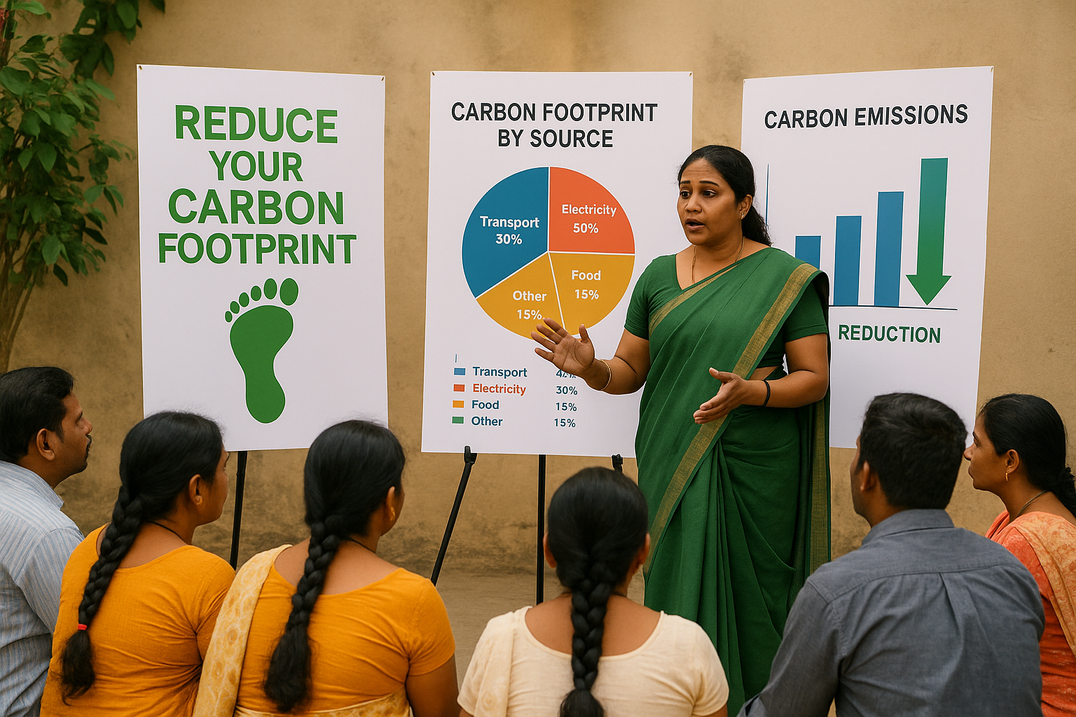 REDUCE
YOUR
CARBON
FOOTPRINT
CARBON FOOTPRINT
BY SOURCE
Transport
30%
Electricity
50%
Food
15%
Other
15%
Transport
Electricity 30%
Food 15%
Other 15%
CARBON EMISSIONS
REDUCTION